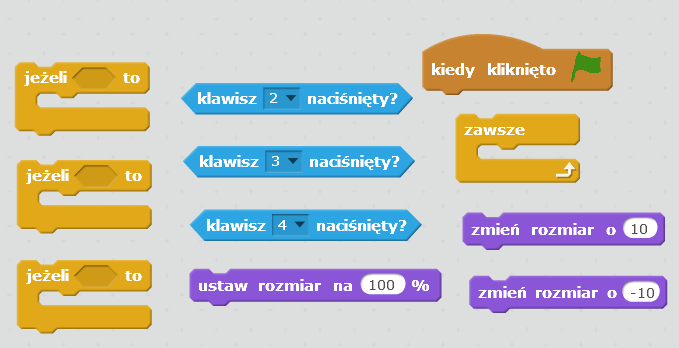 jeżeli to
jeżeli to
jeżeli to
klawisz 2 naciśnięty?
klawisz 3 naciśnięty?
klawisz 4 naciśnięty?
ustaw rozmiar na 100 %
kiedy kliknięto
zawsze
zmień rozmiar o 10
zmień rozmiar o -10